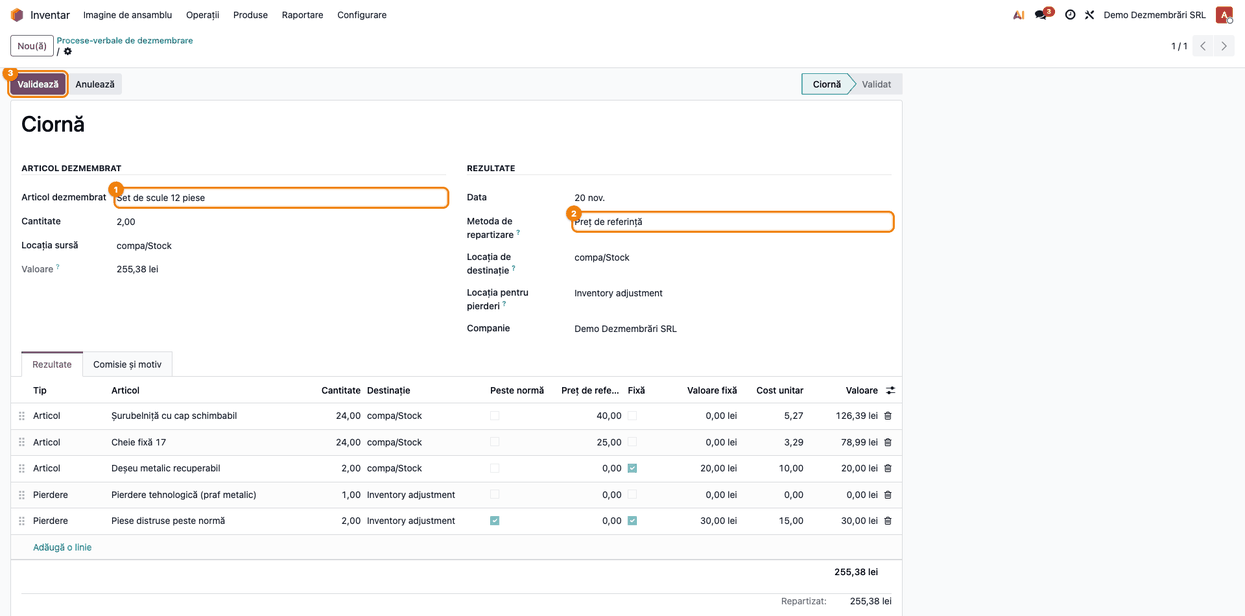 Inventar Imagine de ansamblu Operații Produse Raportare Configurare AI 3 Demo Dezmembrări SRL A
Nou(ă) Procese-verbale de dezmembrare
/
1 / 1
3
Validează Anulează Ciornă Validat
Ciornă
ARTICOL DEZMEMBRAT
1
Articol dezmembrat Set de scule 12 piese
Cantitate 2,00
Locația sursă compa/Stock
Valoare ? 255,38 lei
REZULTATE
Data 20 nov.
2
Metoda de repartizare ? Preț de referință
Locația de destinație ? compa/Stock
Locația pentru pierderi ? Inventory adjustment
Companie Demo Dezmembrări SRL
Rezultate Comisie și motiv
Tip Articol Cantitate Destinație Peste normă Preț de refe... Fixă Valoare fixă Cost unitar Valoare
Articol Șurubelniță cu cap schimbabil 24,00 compa/Stock 40,00 0,00 lei 5,27 126,39 lei
Articol Cheie fixă 17 24,00 compa/Stock 25,00 0,00 lei 3,29 78,99 lei
Articol Deșeu metalic recuperabil 2,00 compa/Stock 0,00 20,00 lei 10,00 20,00 lei
Pierdere Pierdere tehnologică (praf metalic) 1,00 Inventory adjustment 0,00 0,00 lei 0,00 0,00 lei
Pierdere Piese distruse peste normă 2,00 Inventory adjustment 0,00 30,00 lei 15,00 30,00 lei
Adăugă o linie
255,38 lei
Repartizat: 255,38 lei